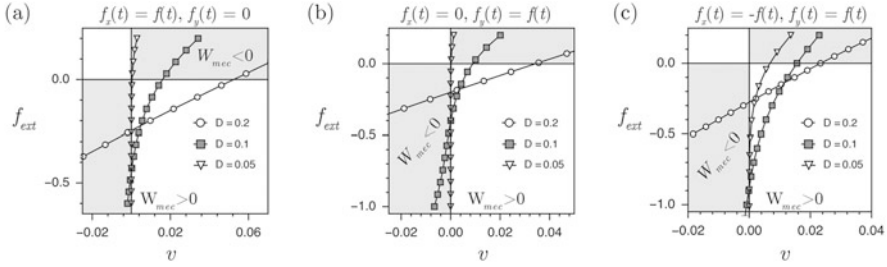 (a) f_x(t) = f(t), f_y(t) = 0
W_mec<0
0.0
f_ext
D = 0.2
D = 0.1
D = 0.05
−0.5
W_mec>0
−0.02 0.02 0.06
v
(b) f_x(t) = 0, f_y(t) = f(t)
0.0
f_ext
W_mec<0
−0.5
D = 0.2
D = 0.1
D = 0.05
−1.0
W_mec>0
−0.02 0.00 0.02 0.04
v
(c) f_x(t) = -f(t), f_y(t) = f(t)
0.0
f_ext
−0.5
W_mec<0
D = 0.2
D = 0.1
D = 0.05
−1.0
W_mec>0
−0.02 0.00 0.02 0.04
v